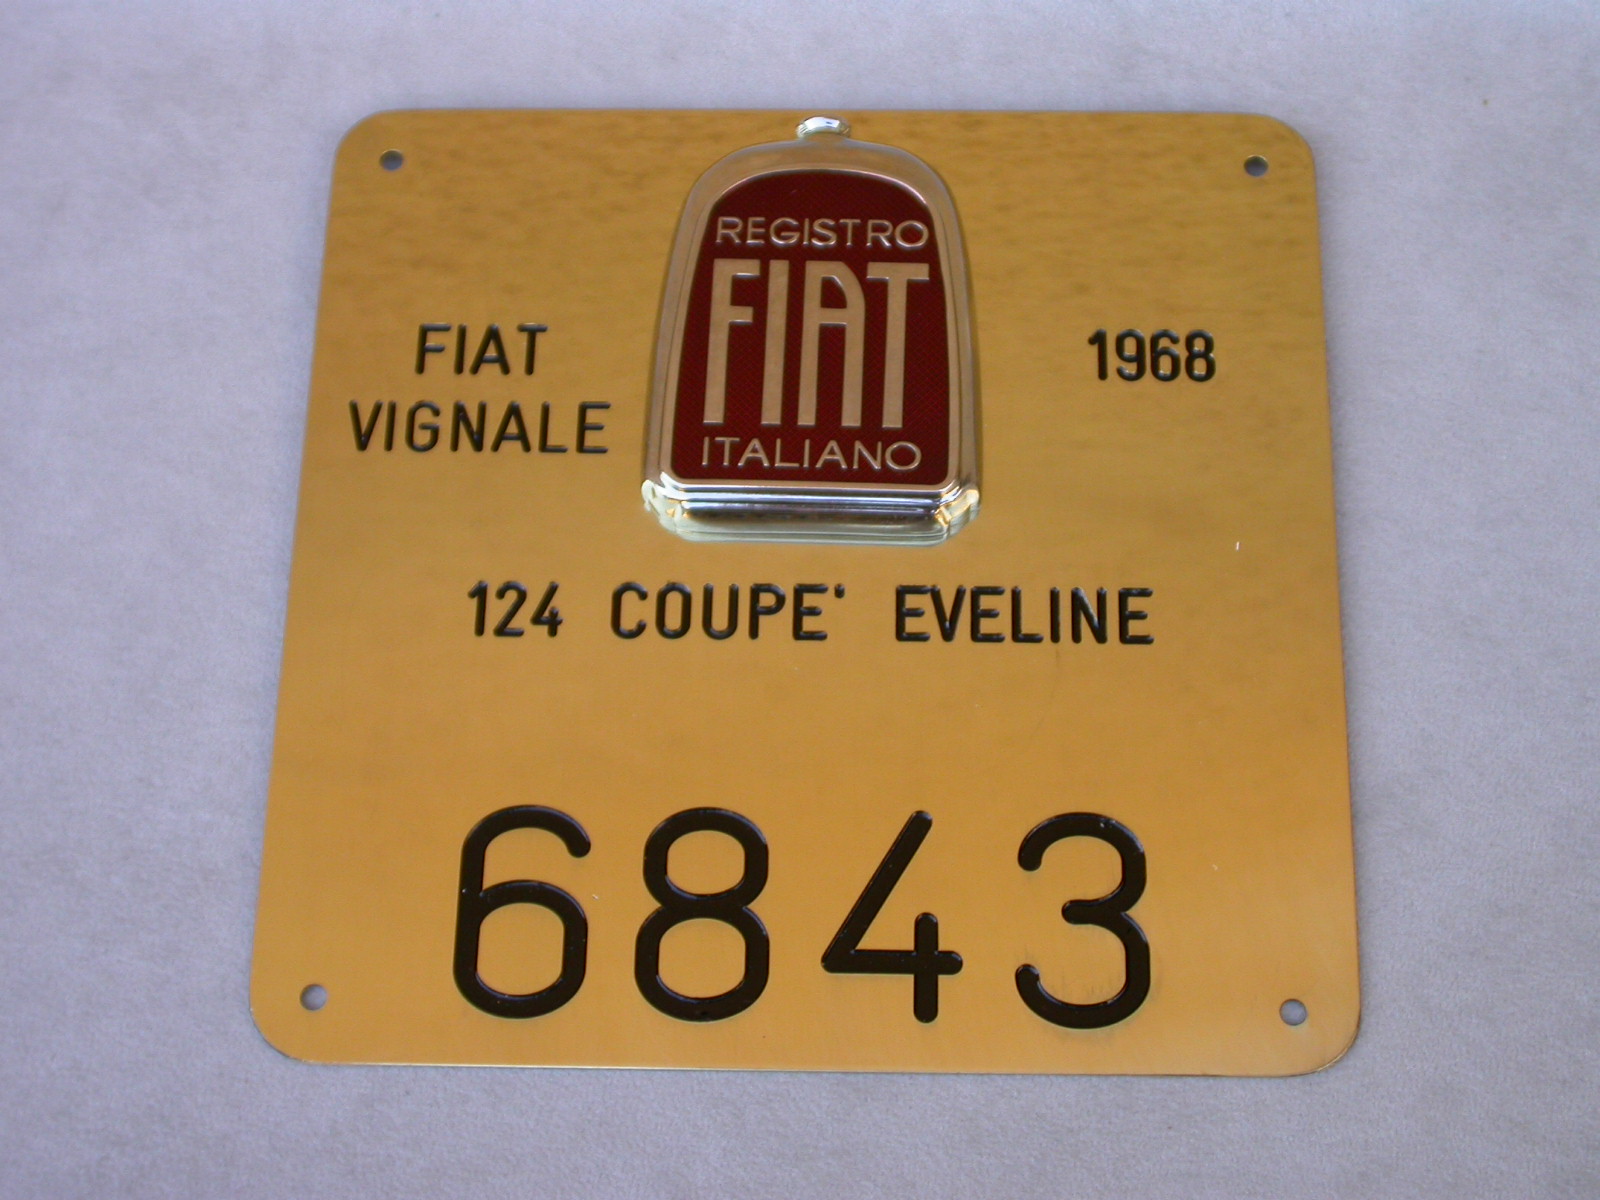 REGISTRO
FIAT
ITALIANO
FIAT
VIGNALE
1968
124 COUPE' EVELINE
6843